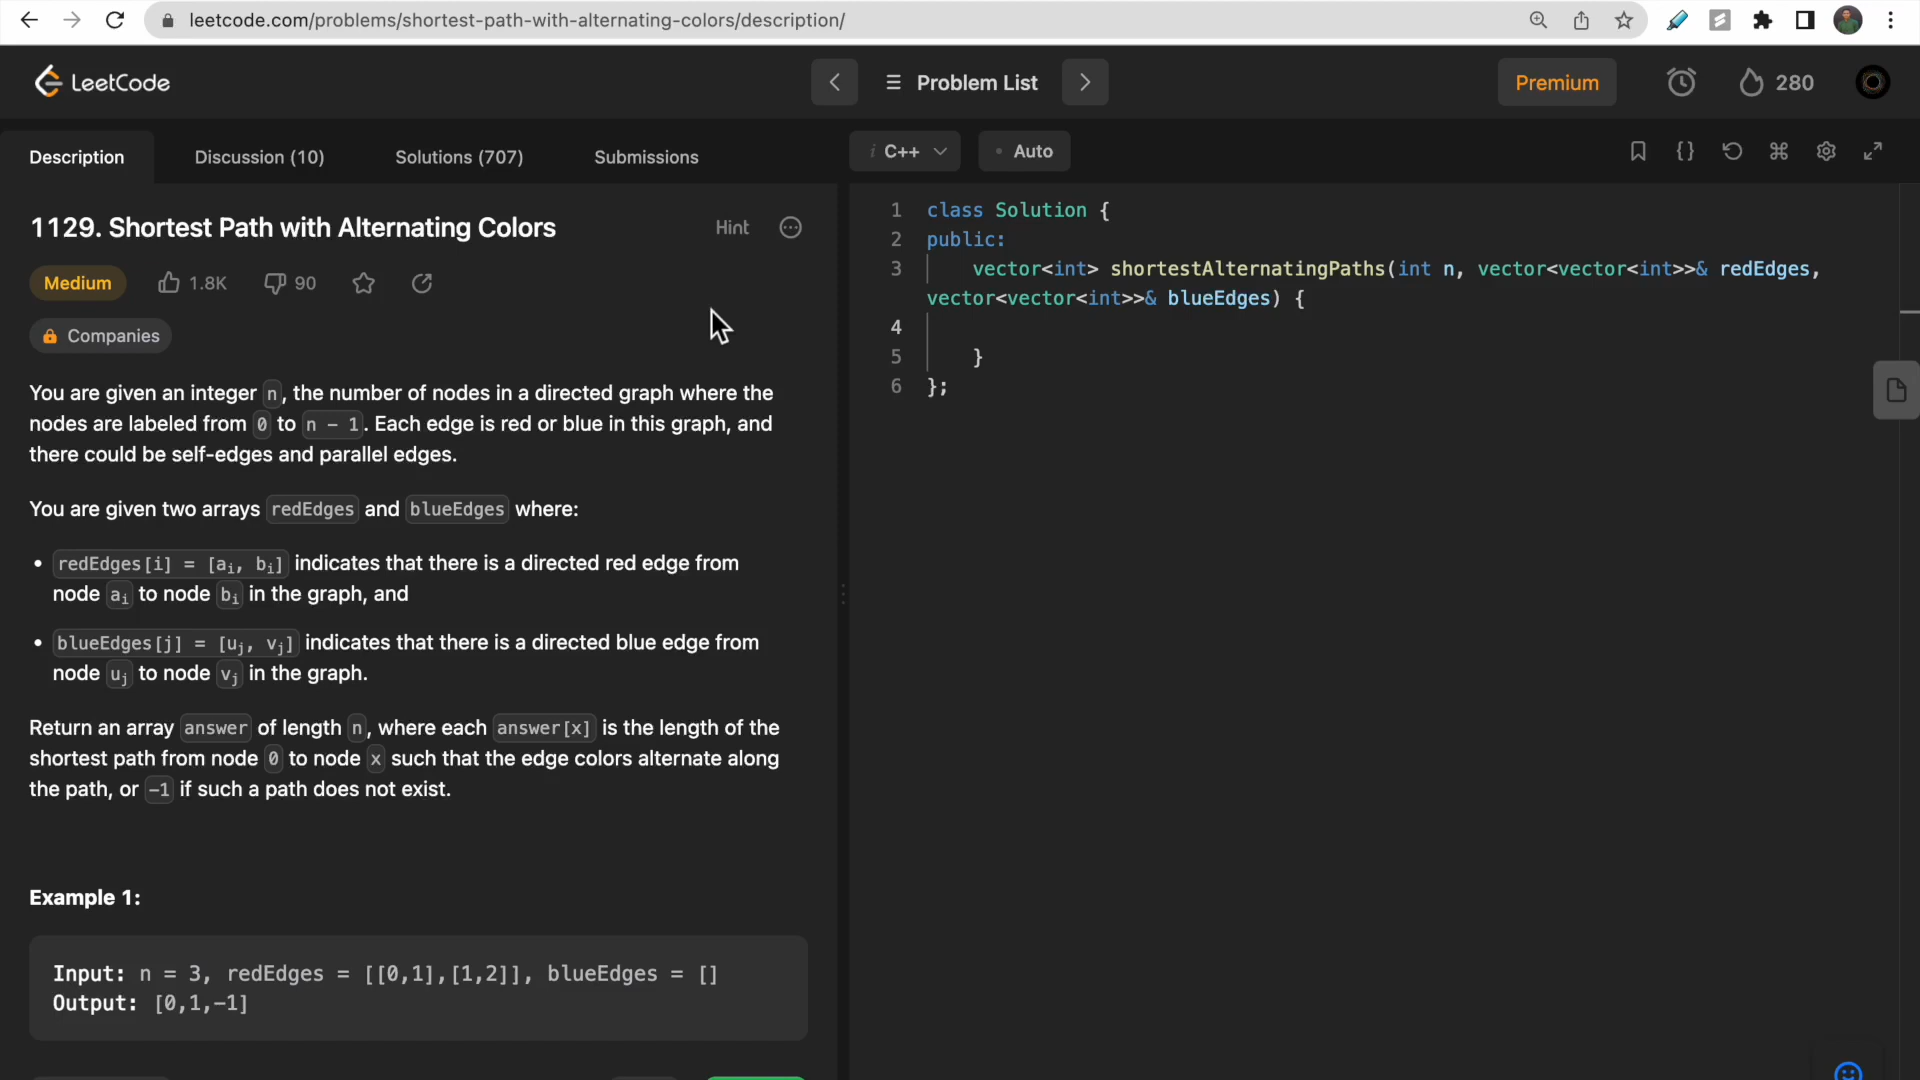 leetcode.com/problems/shortest-path-with-alternating-colors/description/
LeetCode
Problem List
Premium
280
Description
Discussion (10)
Solutions (707)
Submissions
i C++
• Auto
1129. Shortest Path with Alternating Colors
Hint
Medium
1.8K
90
Companies
You are given an integer n, the number of nodes in a directed graph where the
nodes are labeled from 0 to n - 1. Each edge is red or blue in this graph, and
there could be self-edges and parallel edges.
You are given two arrays redEdges and blueEdges where:
• redEdges[i] = [ai, bi] indicates that there is a directed red edge from
node ai to node bi in the graph, and
• blueEdges[j] = [uj, vj] indicates that there is a directed blue edge from
node uj to node vj in the graph.
Return an array answer of length n, where each answer[x] is the length of the
shortest path from node 0 to node x such that the edge colors alternate along
the path, or -1 if such a path does not exist.
Example 1:
Input: n = 3, redEdges = [[0,1],[1,2]], blueEdges = []
Output: [0,1,-1]
1 class Solution {
2 public:
3 vector<int> shortestAlternatingPaths(int n, vector<vector<int>>& redEdges,
vector<vector<int>>& blueEdges) {
4
5 }
6 };